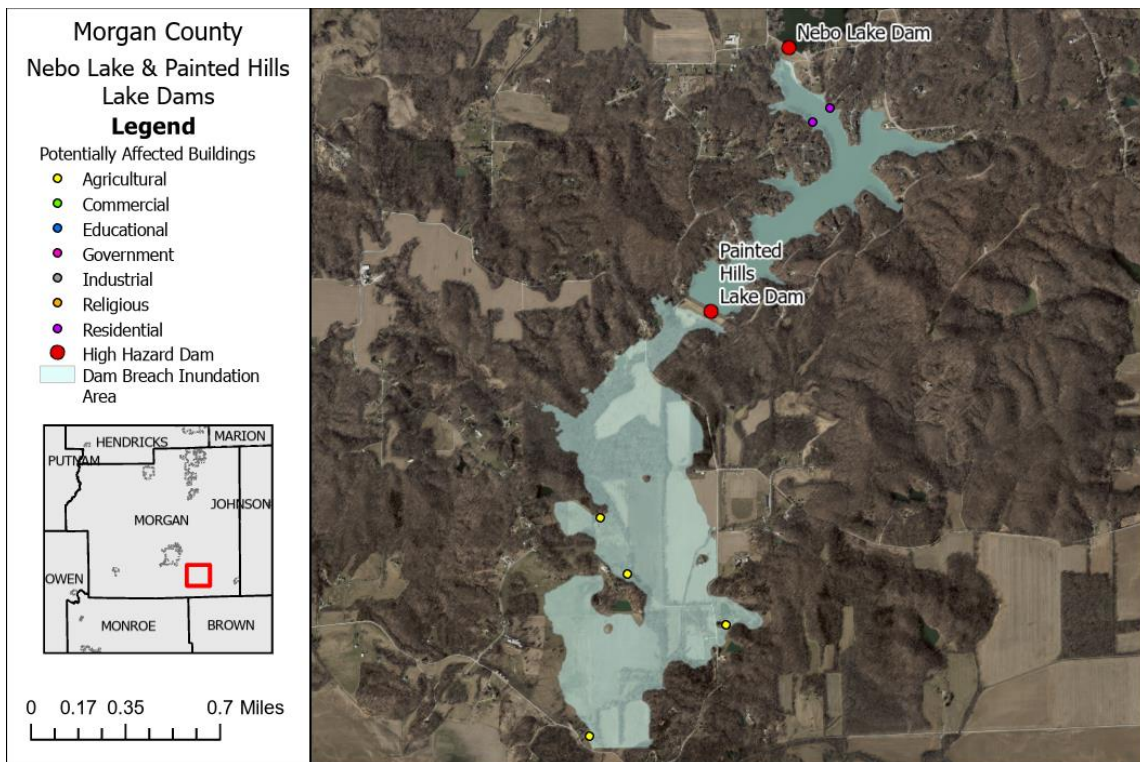 Morgan County
Nebo Lake & Painted Hills
Lake Dams
Legend
Potentially Affected Buildings
Agricultural
Commercial
Educational
Government
Industrial
Religious
Residential
High Hazard Dam
Dam Breach Inundation
Area
HENDRICKS
MARION
PUTNAM
JOHNSON
MORGAN
OWEN
MONROE
BROWN
0 0.17 0.35 0.7 Miles
Nebo Lake Dam
Painted
Hills
Lake Dam